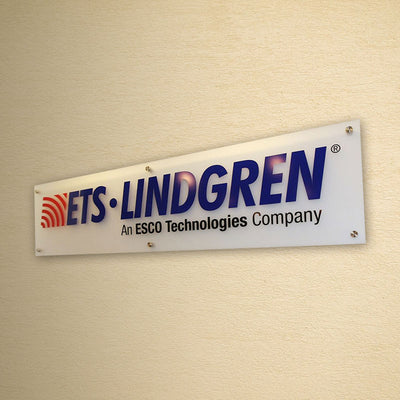 ETS·LINDGREN®
An ESCO Technologies Company